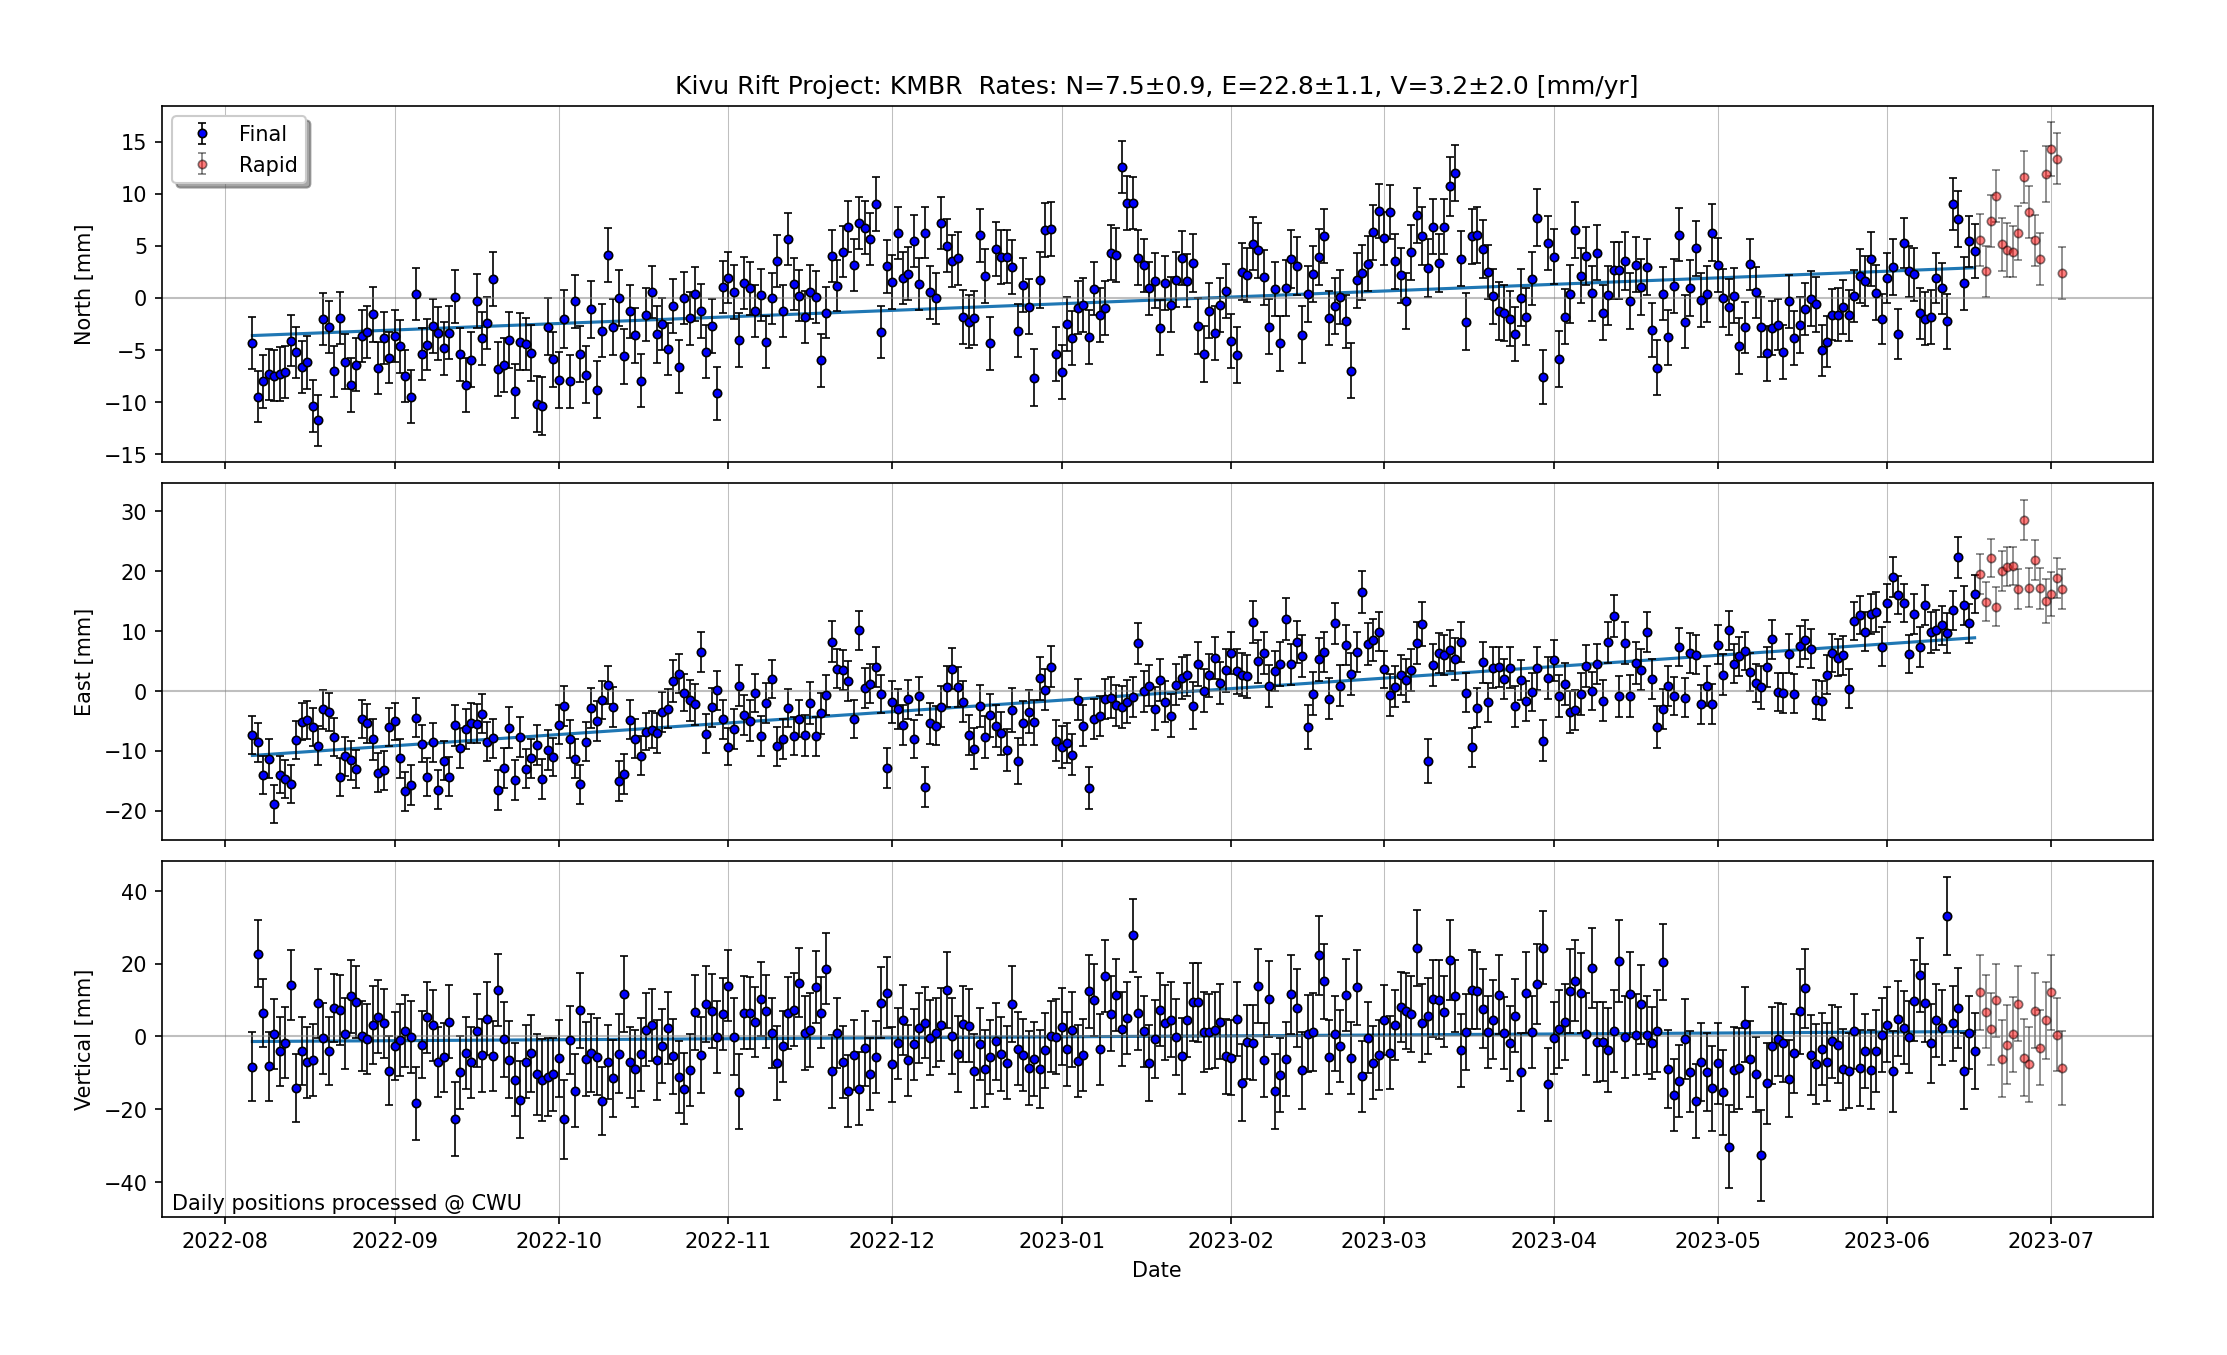 Kivu Rift Project: KMBR  Rates: N=7.5±0.9, E=22.8±1.1, V=3.2±2.0 [mm/yr]
Final
Rapid
North [mm]
15
10
5
0
−5
−10
−15
East [mm]
30
20
10
0
−10
−20
Vertical [mm]
40
20
0
−20
−40
Daily positions processed @ CWU
2022-08 2022-09 2022-10 2022-11 2022-12 2023-01 2023-02 2023-03 2023-04 2023-05 2023-06 2023-07
Date